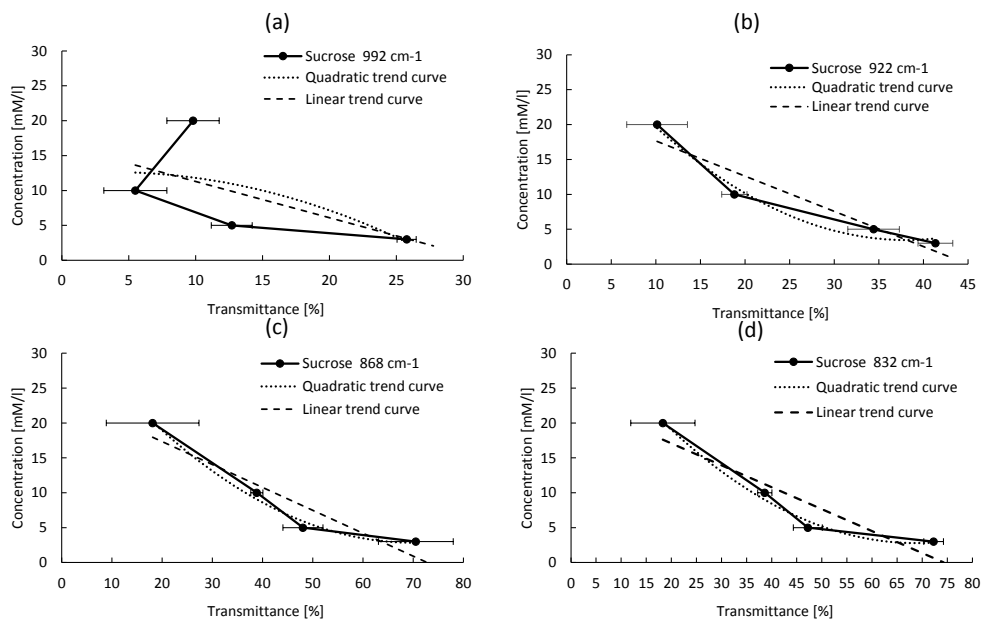 (a)
Sucrose 992 cm-1
Quadratic trend curve
Linear trend curve
Concentration [mM/l]
30
25
20
15
10
5
0
0 5 10 15 20 25 30
Transmittance [%]
(b)
Sucrose 922 cm-1
Quadratic trend curve
Linear trend curve
Concentration [mM/l]
30
25
20
15
10
5
0
0 5 10 15 20 25 30 35 40 45
Transmittance [%]
(c)
Sucrose 868 cm-1
Quadratic trend curve
Linear trend curve
Concentration [mM/l]
30
25
20
15
10
5
0
0 10 20 30 40 50 60 70 80
Transmittance [%]
(d)
Sucrose 832 cm-1
Quadratic trend curve
Linear trend curve
Concentration [mM/l]
30
25
20
15
10
5
0
0 5 10 15 20 25 30 35 40 45 50 55 60 65 70 75 80
Transmittance [%]